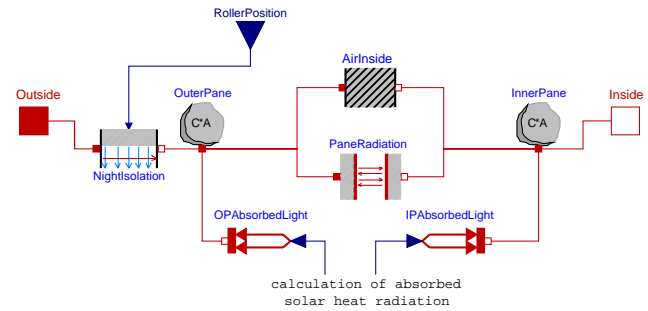 RollerPosition
AirInside
Outside
OuterPane
InnerPane
Inside
C*A
C*A
PaneRadiation
NightIsolation
OPAbsorbedLight
IPAbsorbedLight
calculation of absorbed
solar heat radiation